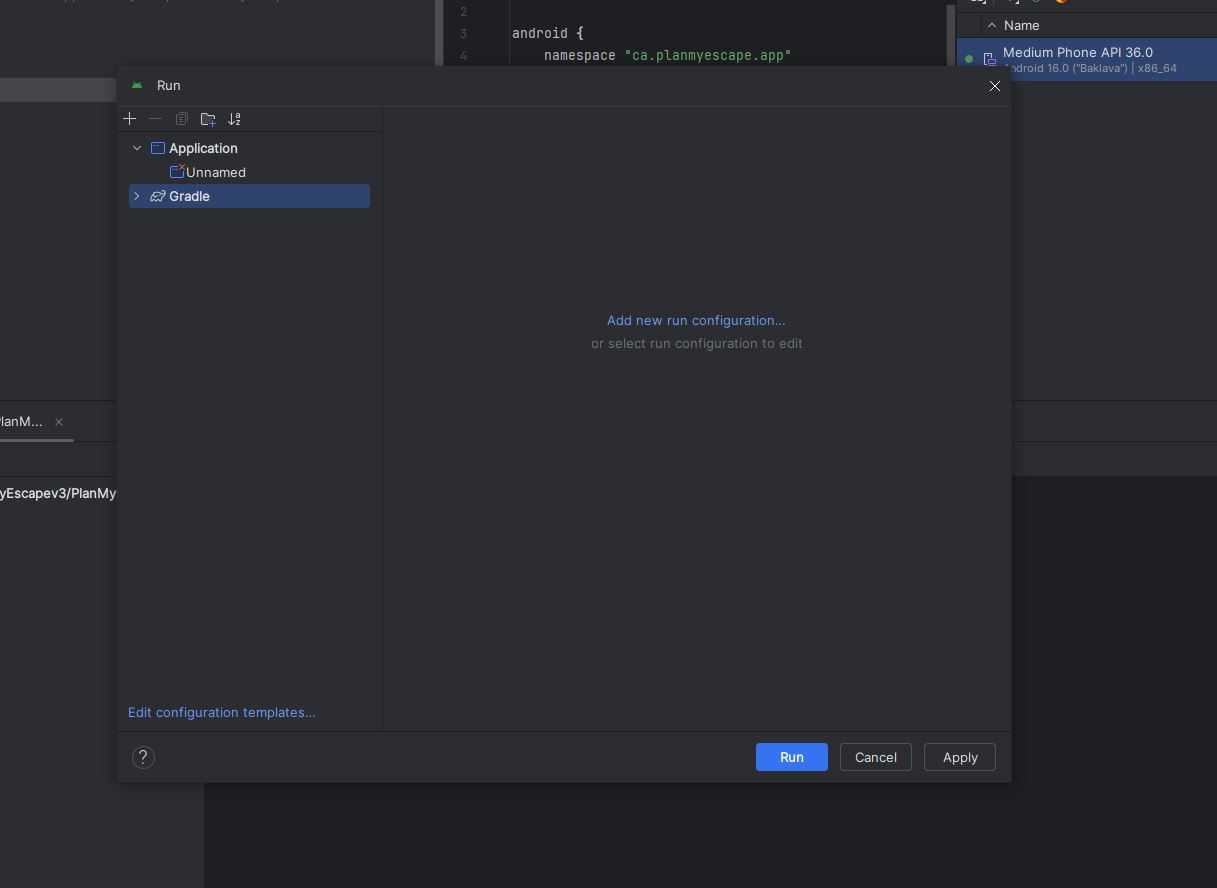 2
3 android {
4 namespace "ca.planmyescape.app"
Name
Medium Phone API 36.0
Android 16.0 ("Baklava") | x86_64
Run
Application
Unnamed
Gradle
Add new run configuration...
or select run configuration to edit
PlanM...
yEscapev3/PlanMy
Edit configuration templates...
?
Run
Cancel
Apply